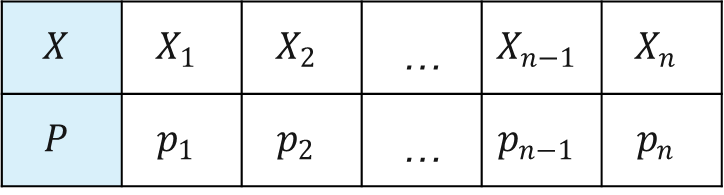 X X₁ X₂ ... Xₙ₋₁ Xₙ
P p₁ p₂ ... pₙ₋₁ pₙ